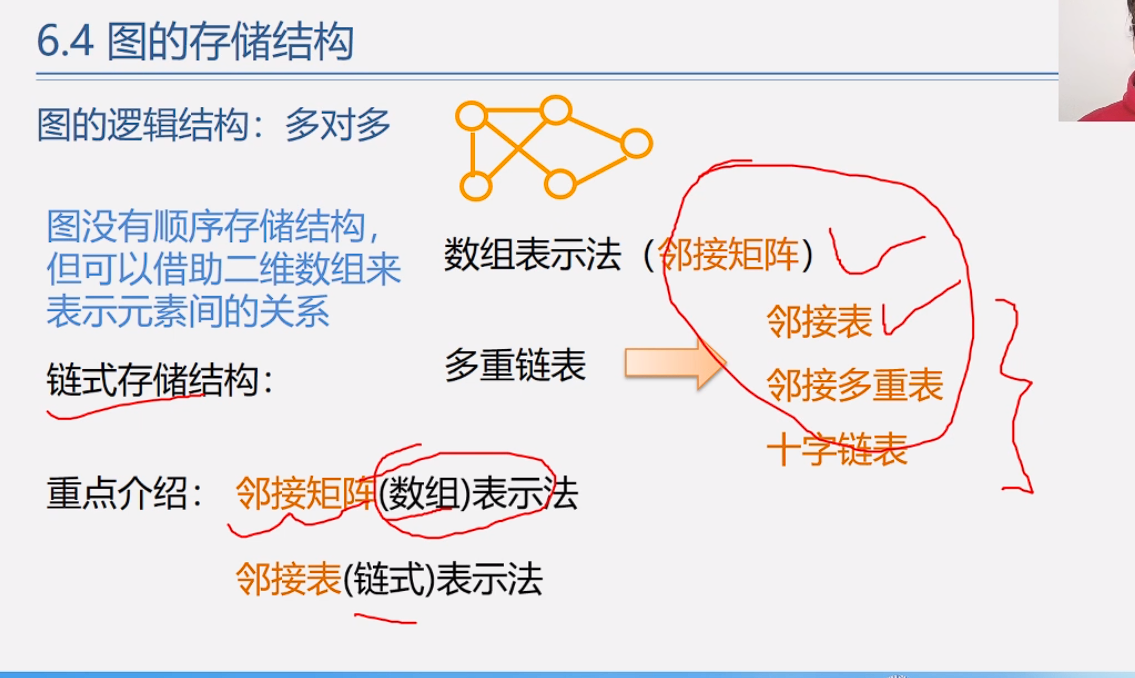 6.4 图的存储结构
图的逻辑结构：多对多
图没有顺序存储结构，
但可以借助二维数组来
表示元素间的关系
数组表示法（邻接矩阵）
链式存储结构：
多重链表
邻接表
邻接多重表
十字链表
重点介绍：邻接矩阵(数组)表示法
邻接表(链式)表示法